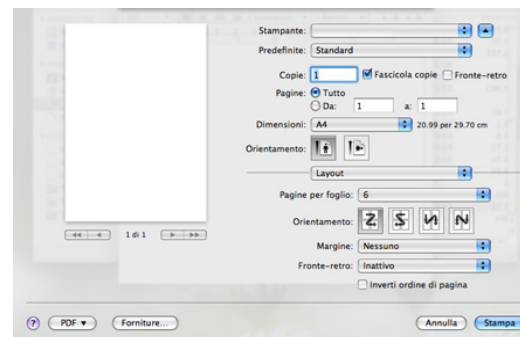 Stampante:
Predefinite: Standard
Copie: 1 Fascicola copie Fronte-retro
Pagine: Tutto
Da: 1 a: 1
Dimensioni: A4 20.99 per 29.70 cm
Orientamento:
Layout
Pagine per foglio: 6
Orientamento:
Margine: Nessuno
Fronte-retro: Inattivo
Inverti ordine di pagina
1 di 1
? PDF Forniture... Annulla Stampa